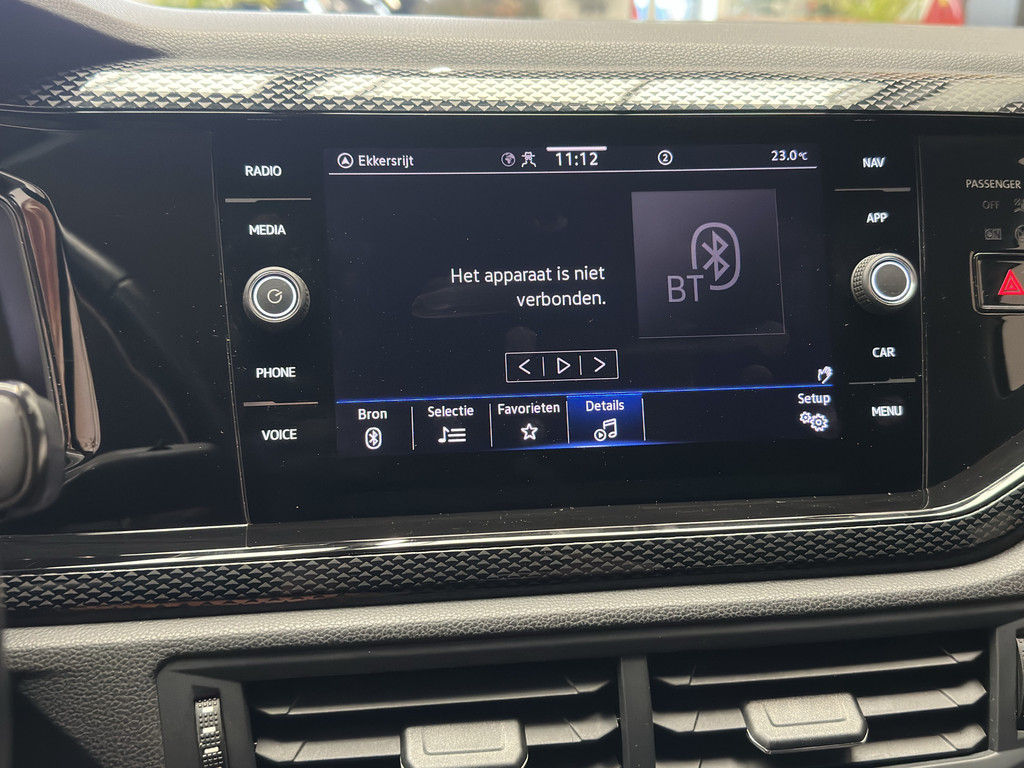 Ekkersrijt
11:12
2
23.0°C
RADIO
MEDIA
PHONE
VOICE
Het apparaat is niet
verbonden.
BT
Bron
Selectie
Favorieten
Details
Setup
NAV
APP
CAR
MENU
PASSENGER
OFF
ON